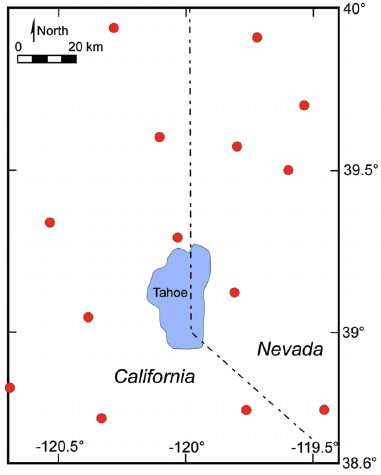 40°
North
0 20 km
39.5°
Tahoe
39°
Nevada
California
-120.5° -120° -119.5°
38.6°